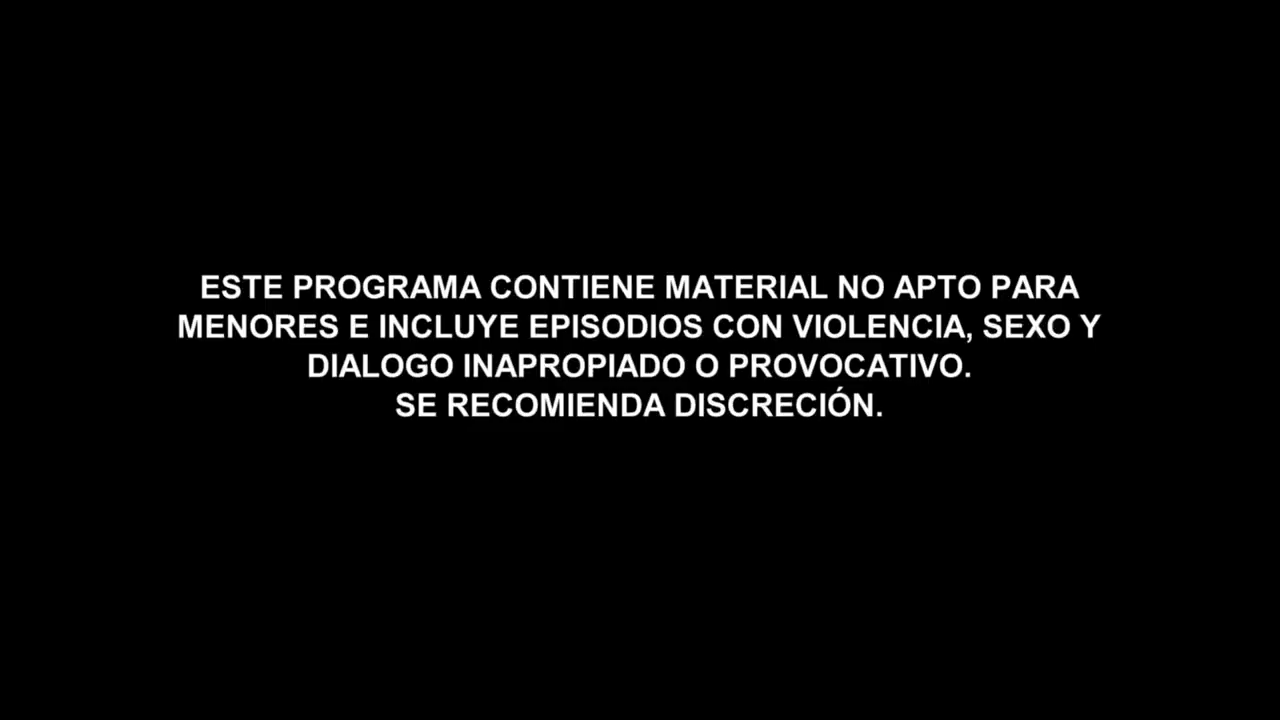 ESTE PROGRAMA CONTIENE MATERIAL NO APTO PARA
MENORES E INCLUYE EPISODIOS CON VIOLENCIA, SEXO Y
DIALOGO INAPROPIADO O PROVOCATIVO.
SE RECOMIENDA DISCRECIÓN.